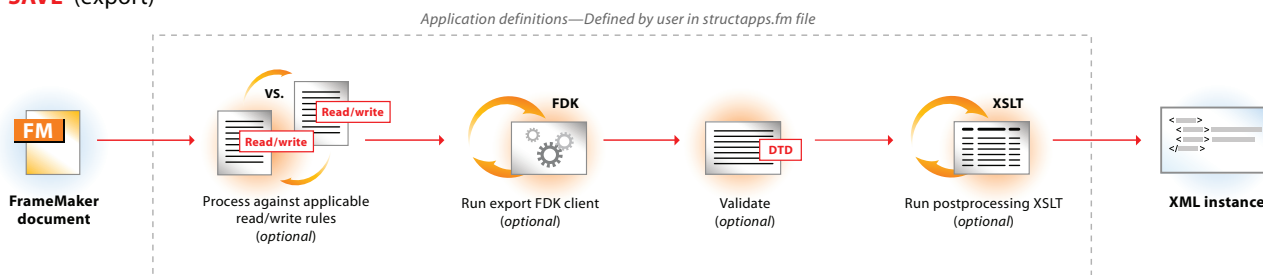 SAVE (export)
Application definitions—Defined by user in structapps.fm file
VS.
Read/write
Read/write
FDK
XSLT
FM
DTD
< >
< >
< >
</ >
FrameMaker
document
Process against applicable
read/write rules
(optional)
Run export FDK client
(optional)
Validate
(optional)
Run postprocessing XSLT
(optional)
XML instance